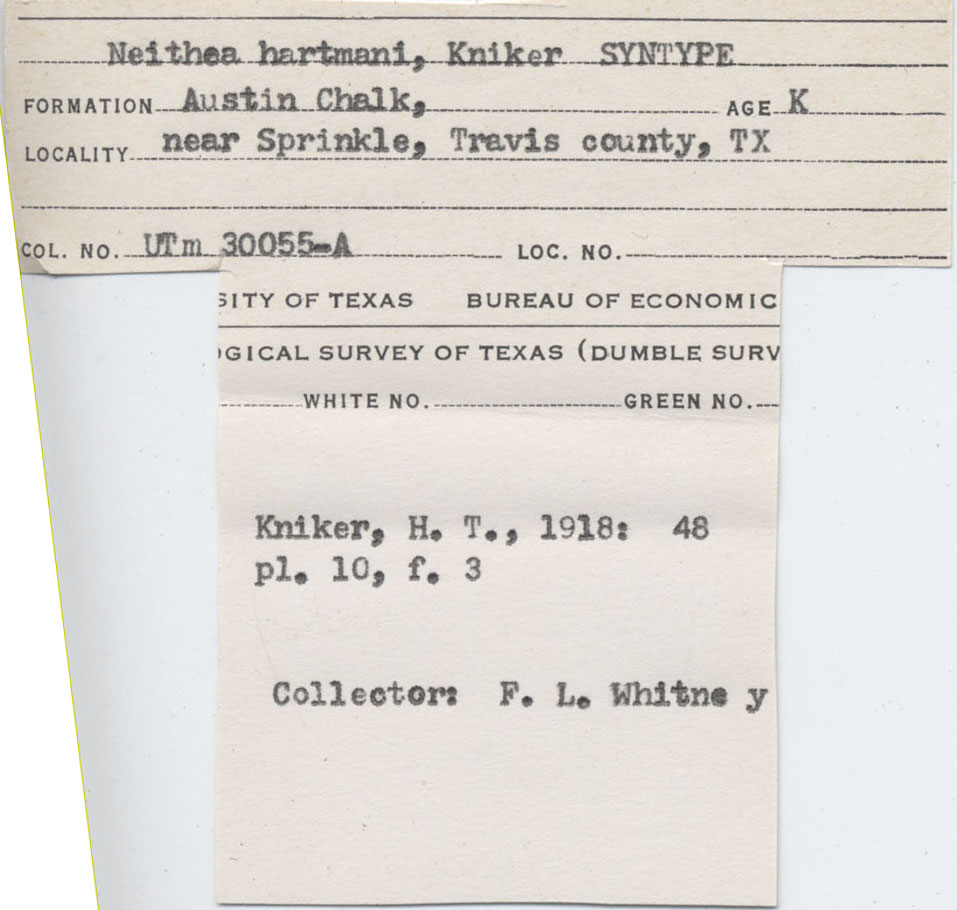 Neithea hartmani, Kniker SYNTYPE
FORMATION Austin Chalk, AGE K
LOCALITY near Sprinkle, Travis county, TX
COL. NO. UTm 30055-A LOC. NO.
SITY OF TEXAS BUREAU OF ECONOMIC
OGICAL SURVEY OF TEXAS (DUMBLE SURV
WHITE NO. GREEN NO.
Kniker, H. T., 1918: 48
pl. 10, f. 3
Collector: F. L. Whitne y